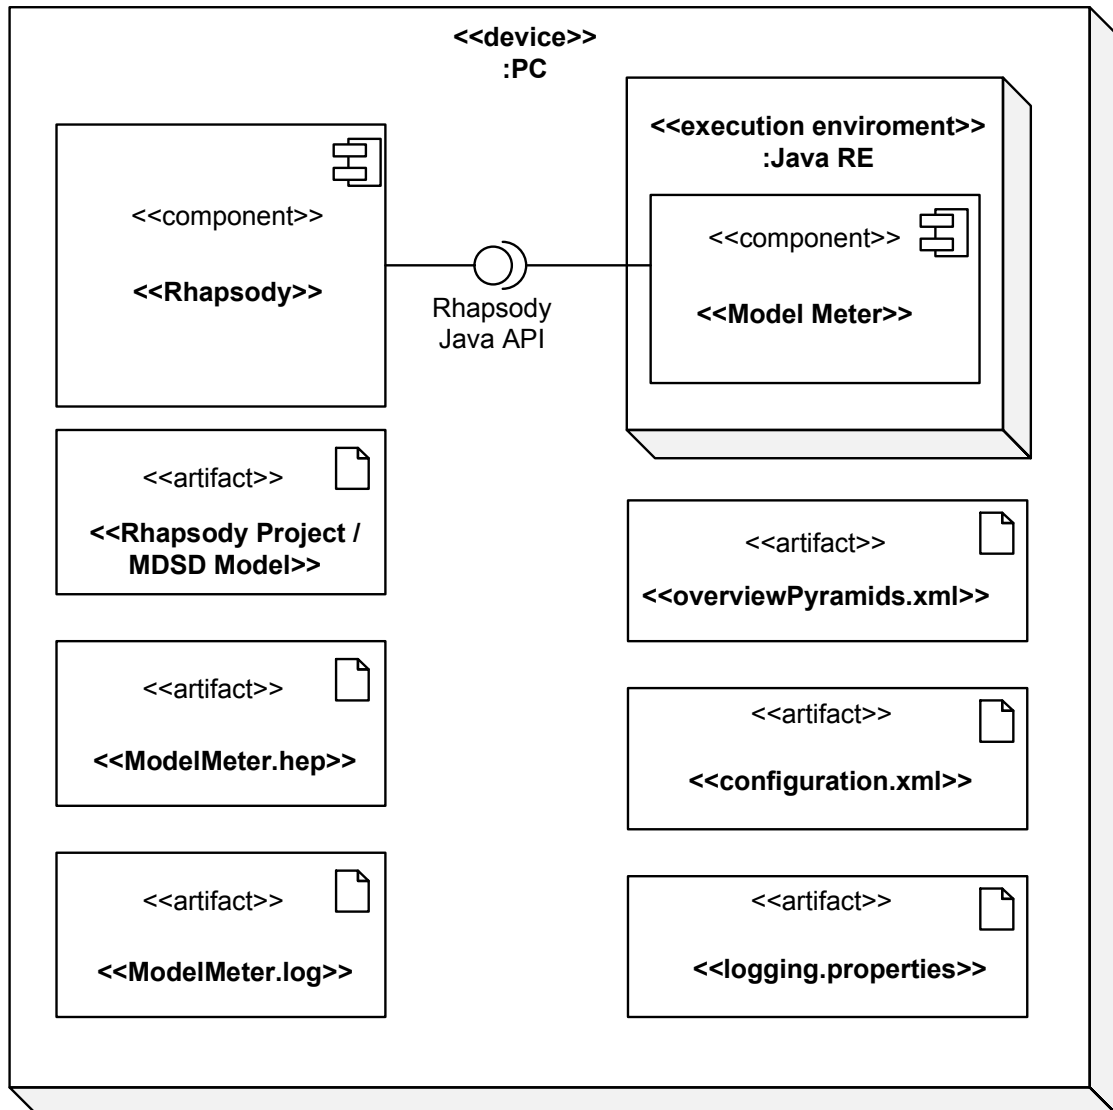 <<device>>
:PC
<<component>>
<<Rhapsody>>
Rhapsody
Java API
<<execution enviroment>>
:Java RE
<<component>>
<<Model Meter>>
<<artifact>>
<<Rhapsody Project /
MDSD Model>>
<<artifact>>
<<ModelMeter.hep>>
<<artifact>>
<<ModelMeter.log>>
<<artifact>>
<<overviewPyramids.xml>>
<<artifact>>
<<configuration.xml>>
<<artifact>>
<<logging.properties>>